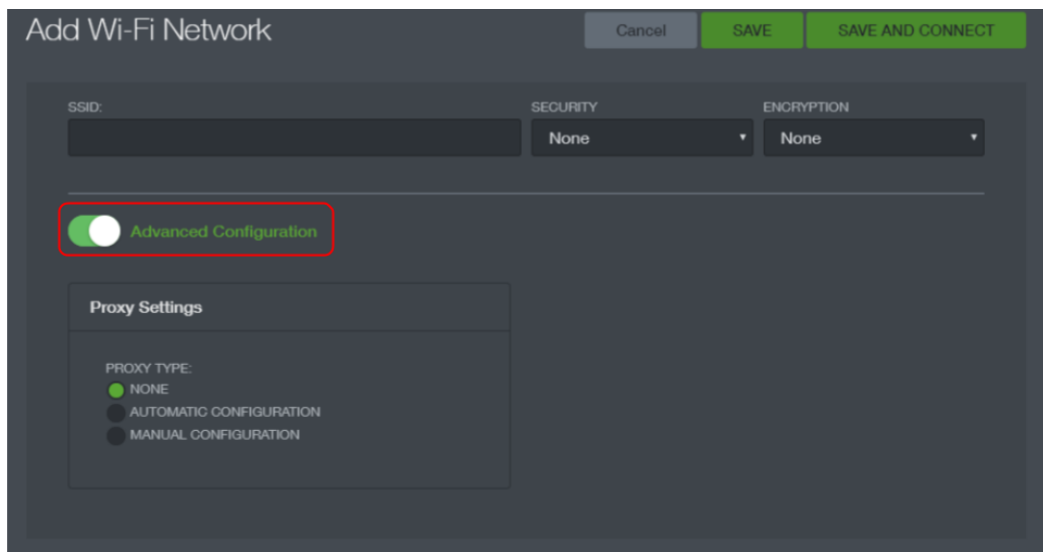 Add Wi-Fi Network
Cancel
SAVE
SAVE AND CONNECT
SSID:
SECURITY
ENCRYPTION
None
None
Advanced Configuration
Proxy Settings
PROXY TYPE:
NONE
AUTOMATIC CONFIGURATION
MANUAL CONFIGURATION